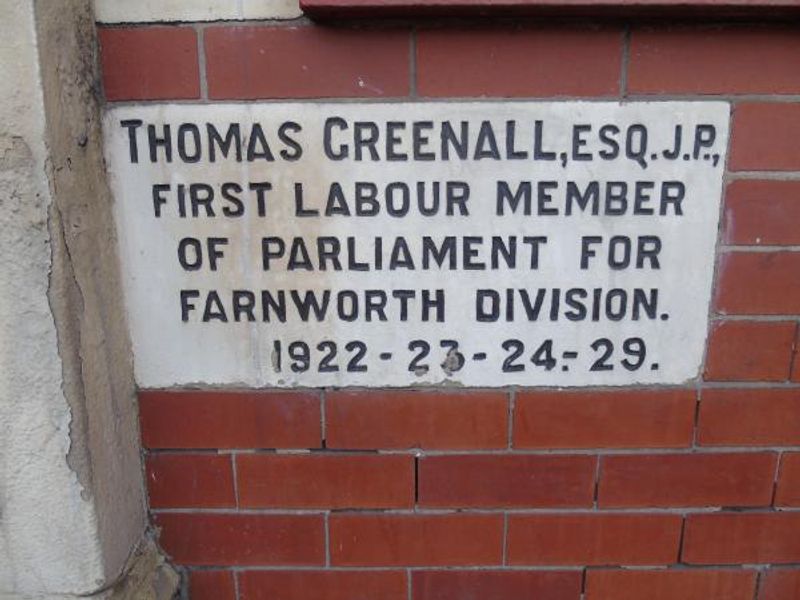 THOMAS GREENALL, ESQ. J.P.,
FIRST LABOUR MEMBER
OF PARLIAMENT FOR
FARNWORTH DIVISION.
1922-23-24-29.